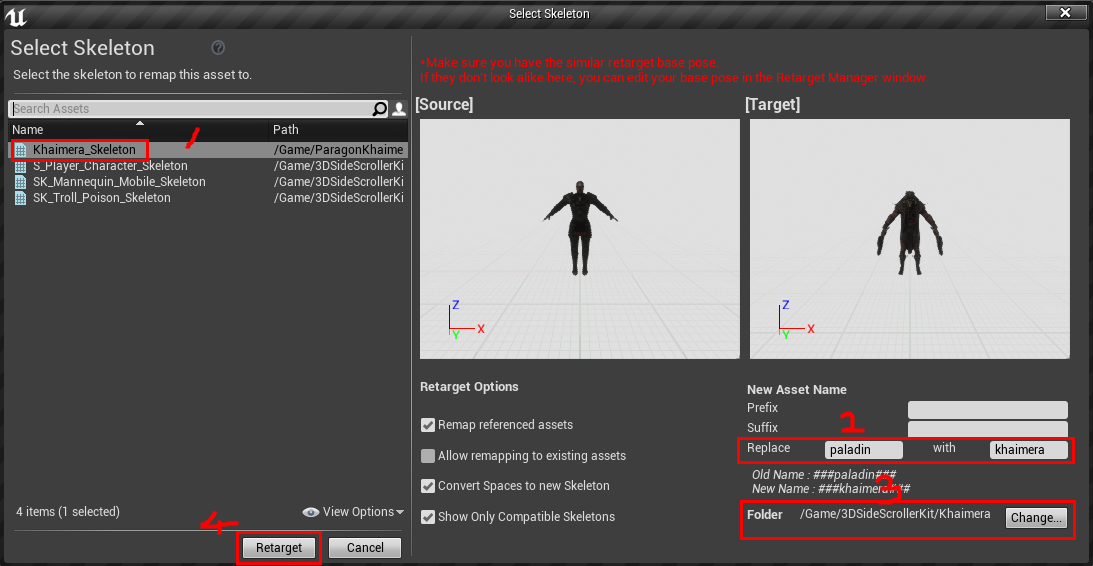 Select Skeleton
Select Skeleton ?
Select the skeleton to remap this asset to.
Search Assets
Name Path
1
Khaimera_Skeleton /Game/ParagonKhaime
S_Player_Character_Skeleton /Game/3DSideScrollerKi
SK_Mannequin_Mobile_Skeleton /Game/3DSideScrollerKi
SK_Troll_Poison_Skeleton /Game/3DSideScrollerKi
4 items (1 selected) View Options
4
Retarget Cancel
*Make sure you have the similar retarget base pose.
If they don't look alike here, you can edit your base pose in the Retarget Manager window.
[Source] [Target]
Z
X
Y
Z
X
Y
Retarget Options
Remap referenced assets
Allow remapping to existing assets
Convert Spaces to new Skeleton
Show Only Compatible Skeletons
New Asset Name
Prefix
Suffix
2
Replace paladin with khaimera
Old Name : ###paladin###
New Name : ###khaimera###
3
Folder /Game/3DSideScrollerKit/Khaimera Change...